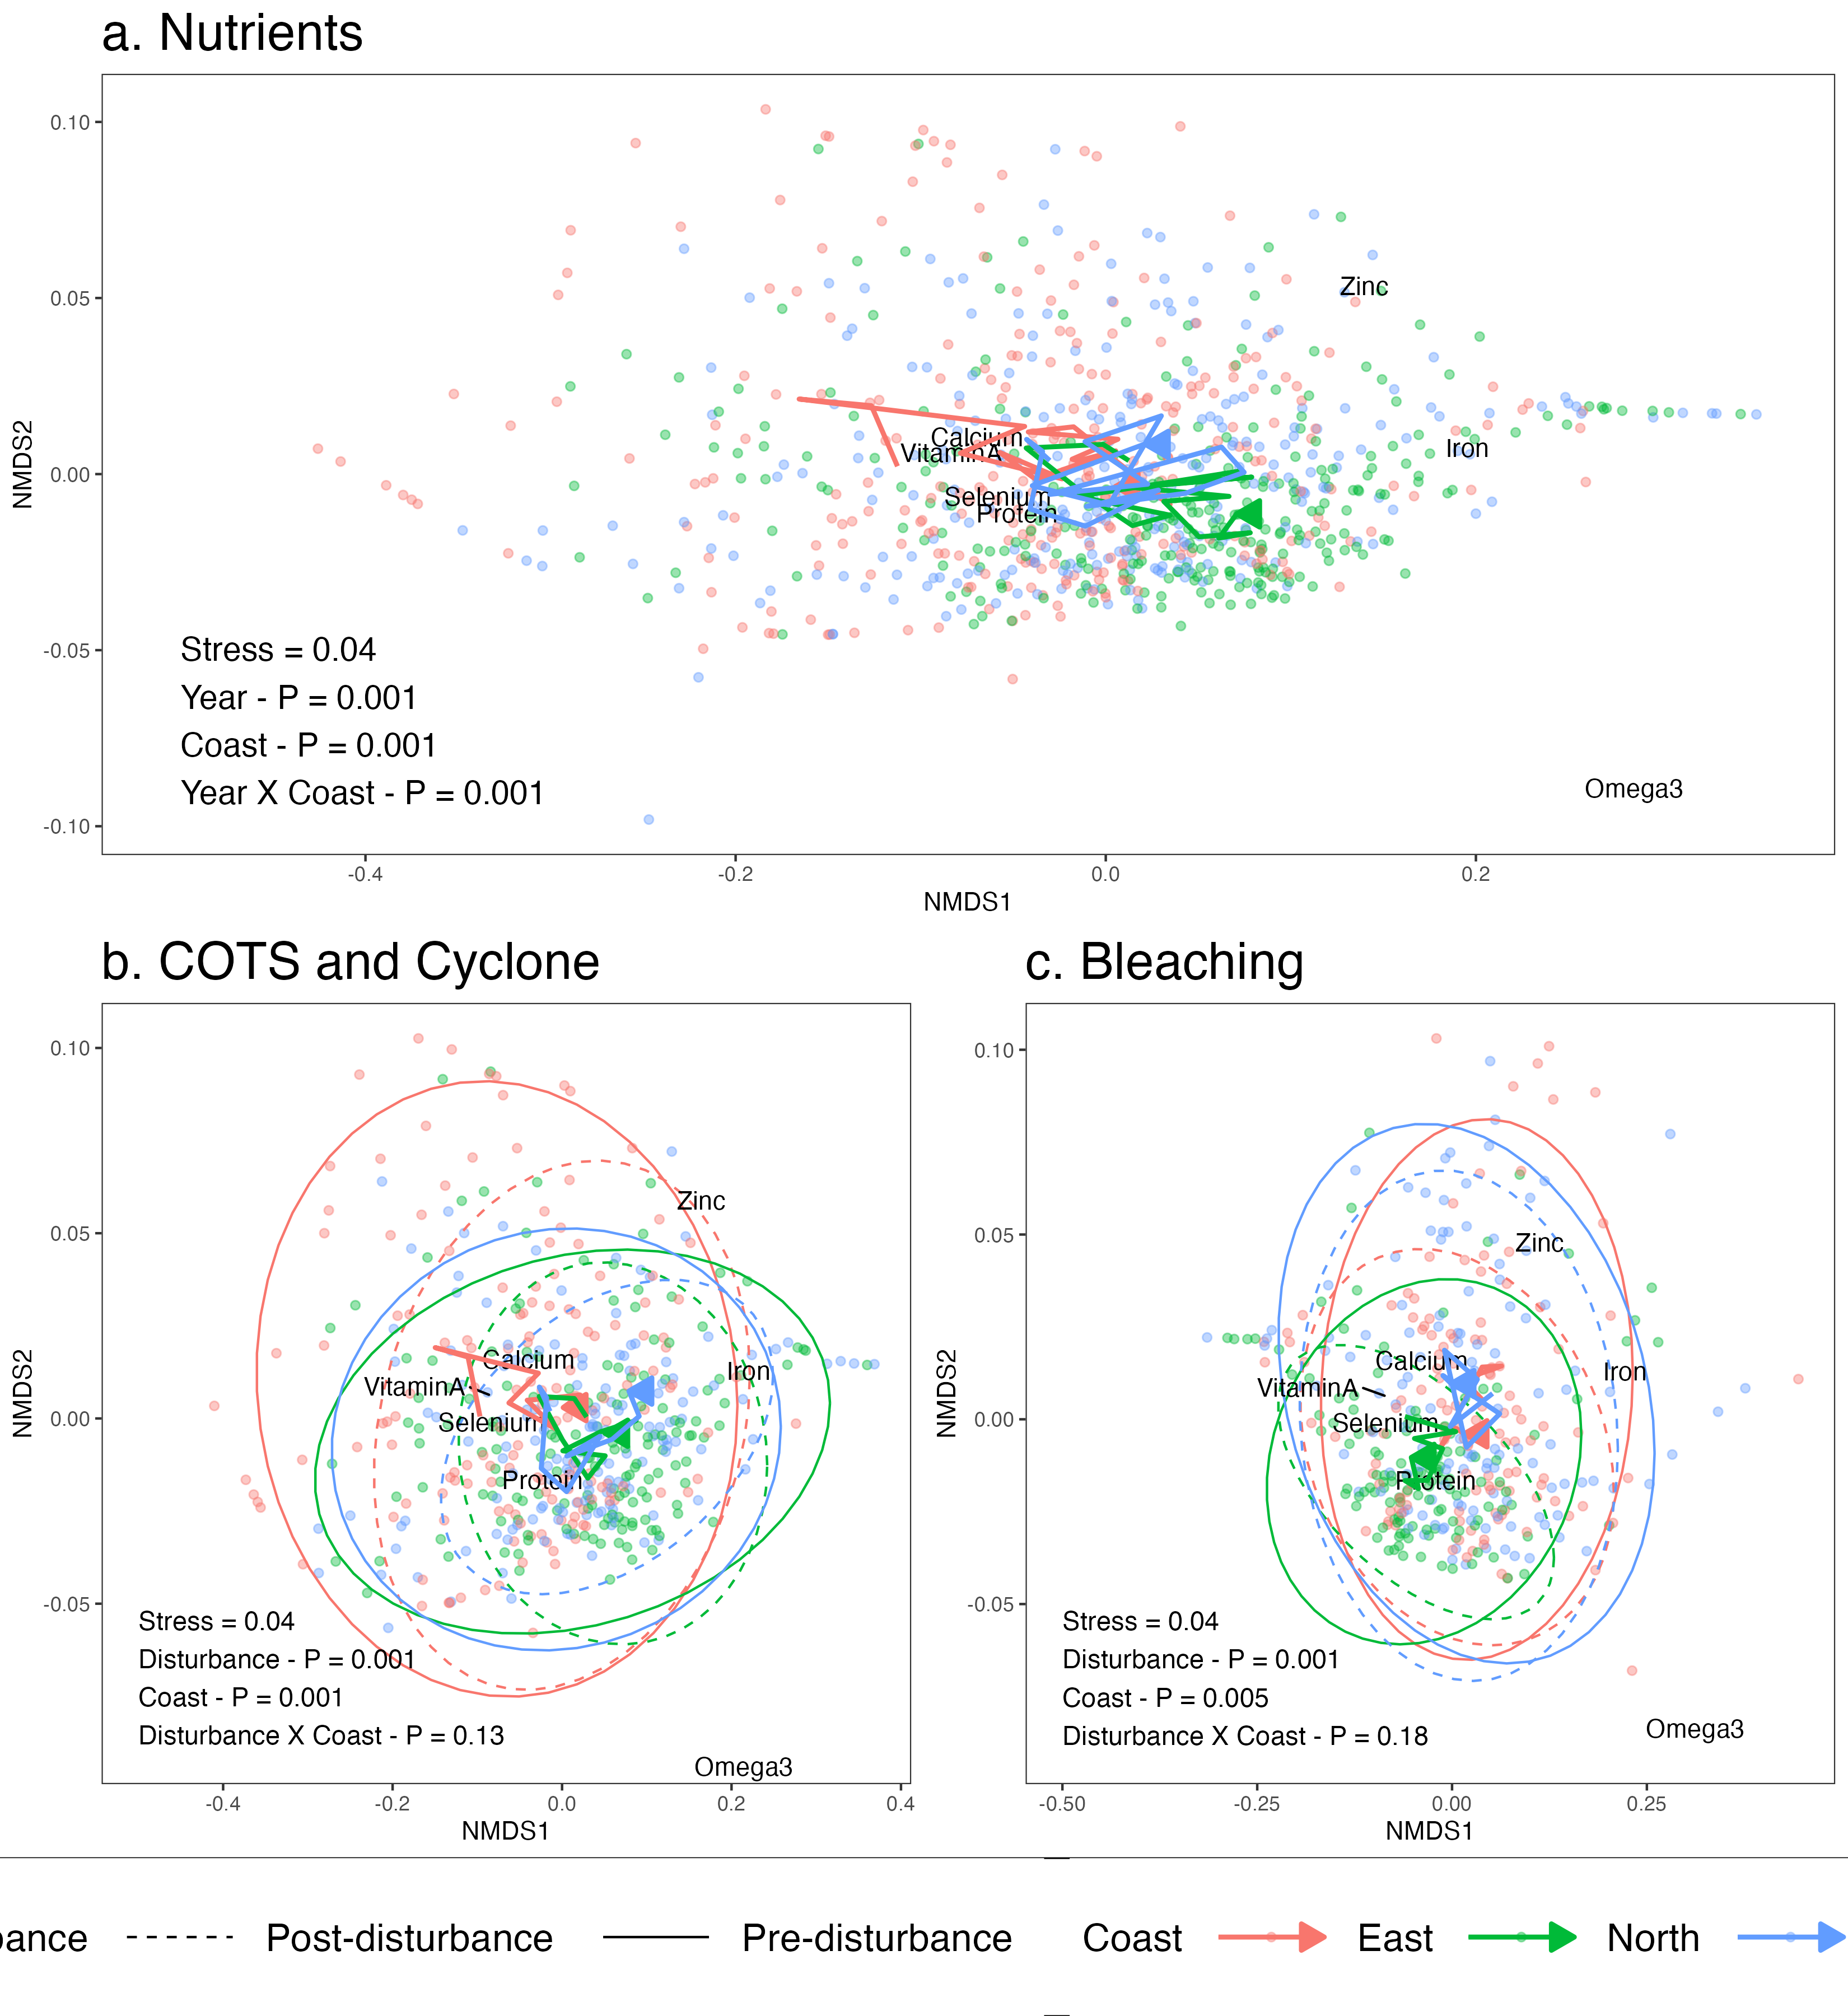 a. Nutrients
0.10
0.05
0.00
-0.05
-0.10
NMDS2
Zinc
Calcium
VitaminA
Iron
Selenium
Protein
Omega3
Stress = 0.04
Year - P = 0.001
Coast - P = 0.001
Year X Coast - P = 0.001
-0.4 -0.2 0.0 0.2
NMDS1
b. COTS and Cyclone
0.10
0.05
0.00
-0.05
NMDS2
Zinc
Calcium
Iron
VitaminA
Selenium
Protein
Stress = 0.04
Disturbance - P = 0.001
Coast - P = 0.001
Disturbance X Coast - P = 0.13
Omega3
-0.4 -0.2 0.0 0.2 0.4
NMDS1
c. Bleaching
0.10
0.05
0.00
-0.05
NMDS2
Zinc
Calcium
Iron
VitaminA
Selenium
Protein
Stress = 0.04
Disturbance - P = 0.001
Coast - P = 0.005
Disturbance X Coast - P = 0.18
Omega3
-0.50 -0.25 0.00 0.25
NMDS1
bance Post-disturbance Pre-disturbance Coast East North